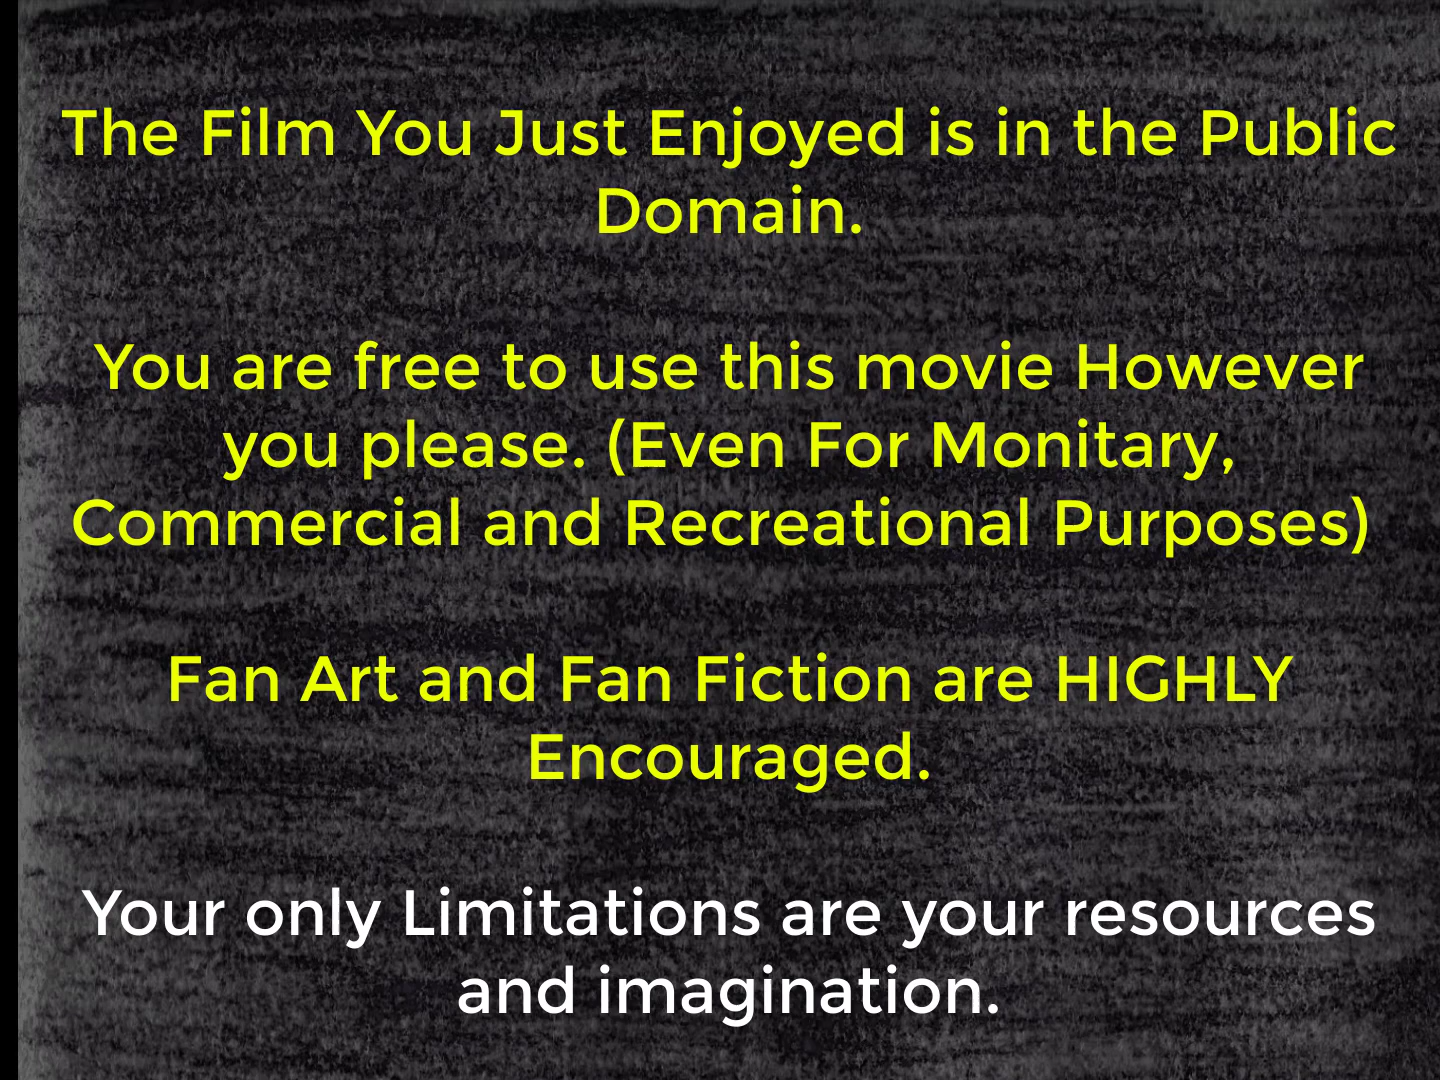 The Film You Just Enjoyed is in the Public
Domain.
You are free to use this movie However
you please. (Even For Monitary,
Commercial and Recreational Purposes)
Fan Art and Fan Fiction are HIGHLY
Encouraged.
Your only Limitations are your resources
and imagination.